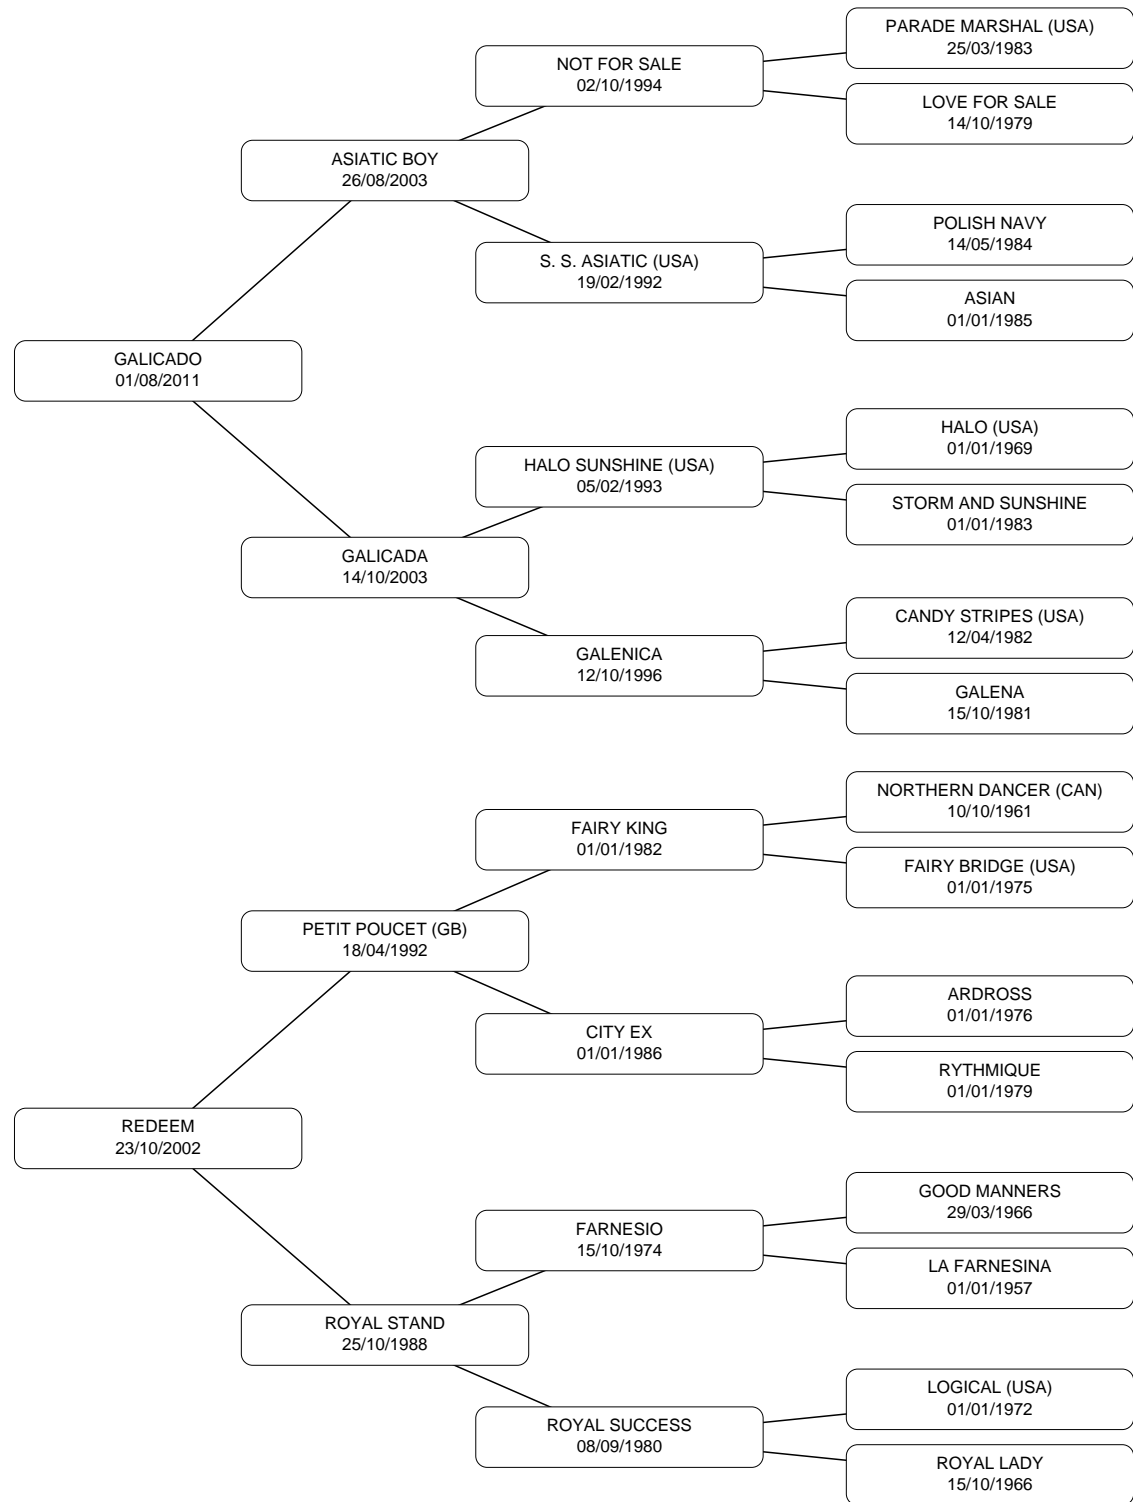 PARADE MARSHAL (USA)
25/03/1983
NOT FOR SALE
02/10/1994
LOVE FOR SALE
14/10/1979
ASIATIC BOY
26/08/2003
POLISH NAVY
14/05/1984
S. S. ASIATIC (USA)
19/02/1992
ASIAN
01/01/1985
GALICADO
01/08/2011
HALO (USA)
01/01/1969
HALO SUNSHINE (USA)
05/02/1993
STORM AND SUNSHINE
01/01/1983
GALICADA
14/10/2003
CANDY STRIPES (USA)
12/04/1982
GALENICA
12/10/1996
GALENA
15/10/1981
NORTHERN DANCER (CAN)
10/10/1961
FAIRY KING
01/01/1982
FAIRY BRIDGE (USA)
01/01/1975
PETIT POUCET (GB)
18/04/1992
ARDROSS
01/01/1976
CITY EX
01/01/1986
RYTHMIQUE
01/01/1979
REDEEM
23/10/2002
GOOD MANNERS
29/03/1966
FARNESIO
15/10/1974
LA FARNESINA
01/01/1957
ROYAL STAND
25/10/1988
LOGICAL (USA)
01/01/1972
ROYAL SUCCESS
08/09/1980
ROYAL LADY
15/10/1966